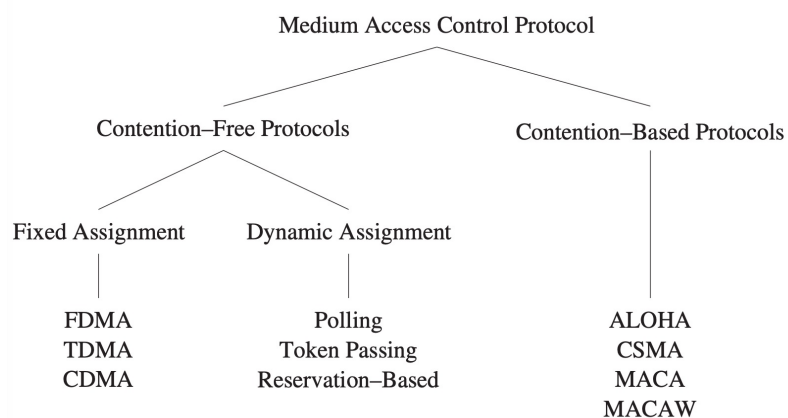 Medium Access Control Protocol
Contention–Free Protocols
Contention–Based Protocols
Fixed Assignment
Dynamic Assignment
FDMA
TDMA
CDMA
Polling
Token Passing
Reservation–Based
ALOHA
CSMA
MACA
MACAW